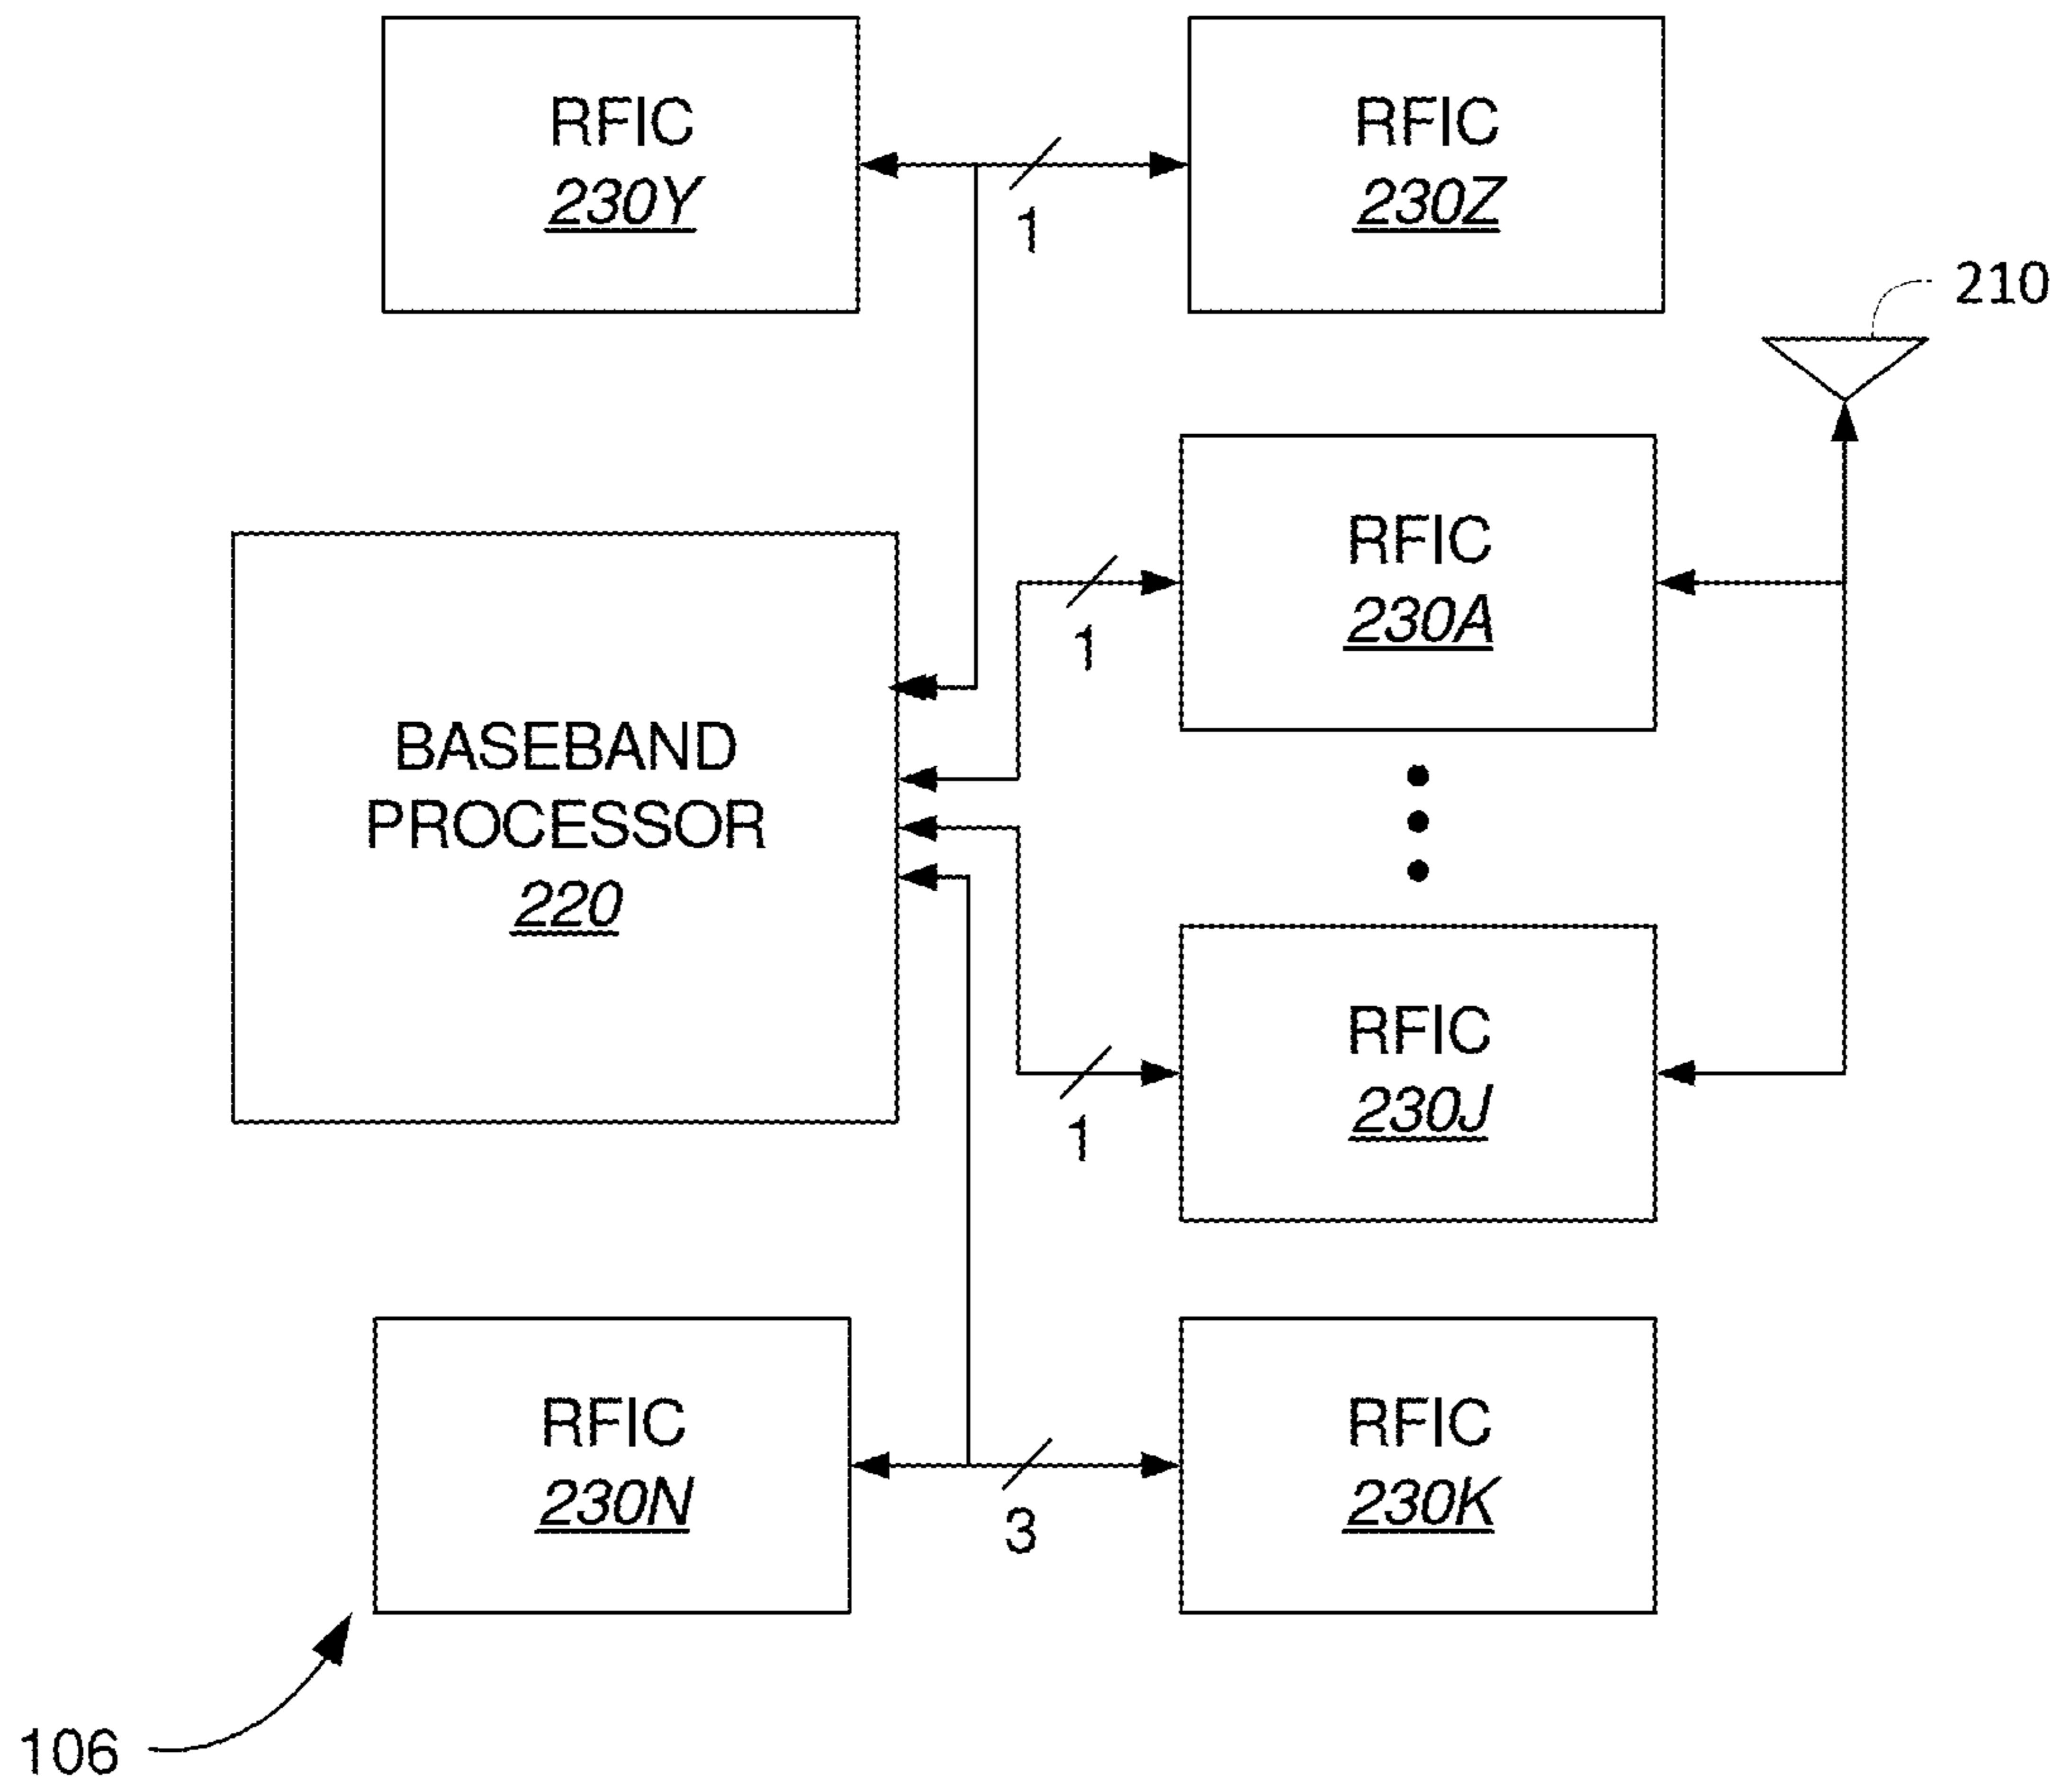 RFIC
230Y
RFIC
230Z
1
210
RFIC
230A
1
BASEBAND
PROCESSOR
220
RFIC
230J
1
RFIC
230N
RFIC
230K
3
106